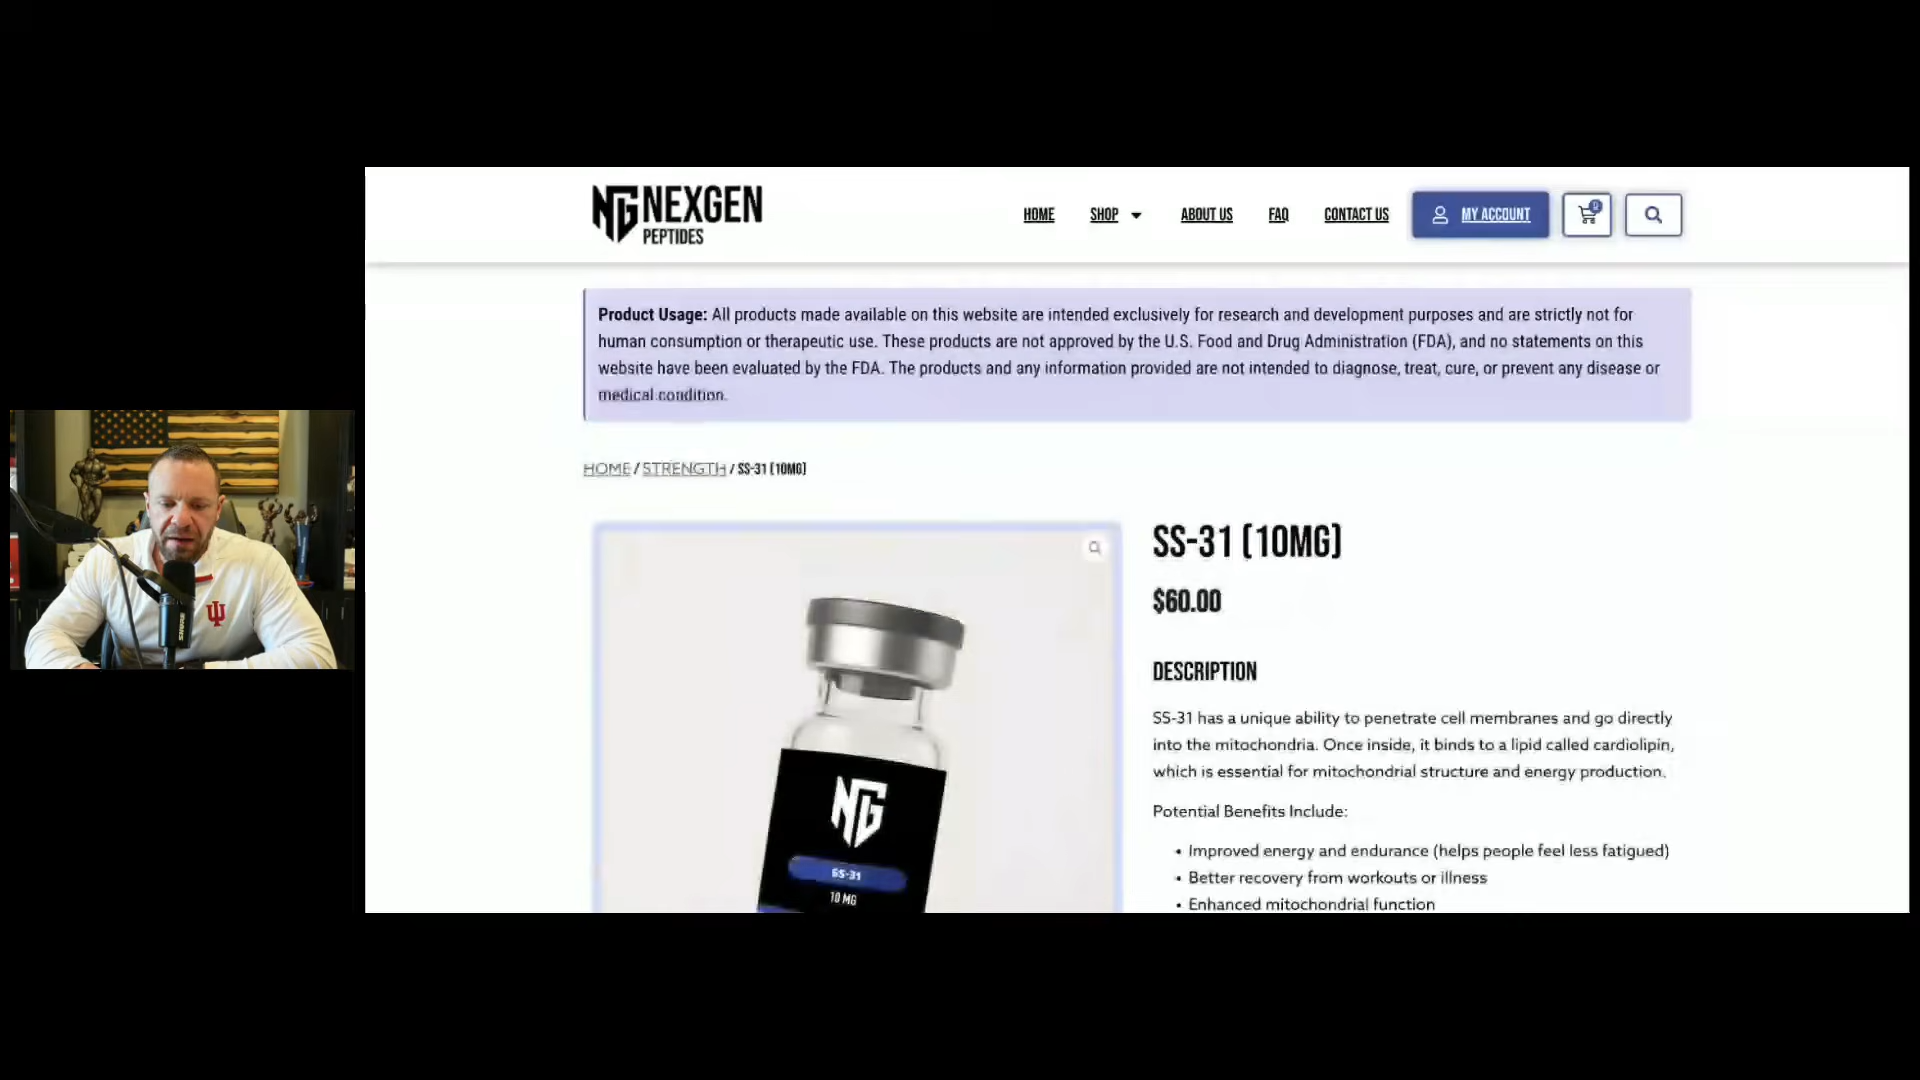 NG NEXGEN
PEPTIDES
HOME SHOP ABOUT US FAQ CONTACT US MY ACCOUNT 0
Product Usage: All products made available on this website are intended exclusively for research and development purposes and are strictly not for
human consumption or therapeutic use. These products are not approved by the U.S. Food and Drug Administration (FDA), and no statements on this
website have been evaluated by the FDA. The products and any information provided are not intended to diagnose, treat, cure, or prevent any disease or
medical condition.
HOME / STRENGTH / SS-31 (10MG)
SS-31 (10MG)
$60.00
DESCRIPTION
SS-31 has a unique ability to penetrate cell membranes and go directly
into the mitochondria. Once inside, it binds to a lipid called cardiolipin,
which is essential for mitochondrial structure and energy production.
Potential Benefits Include:
• Improved energy and endurance (helps people feel less fatigued)
• Better recovery from workouts or illness
• Enhanced mitochondrial function
NG
SS-31
10 MG
IU
SHURE